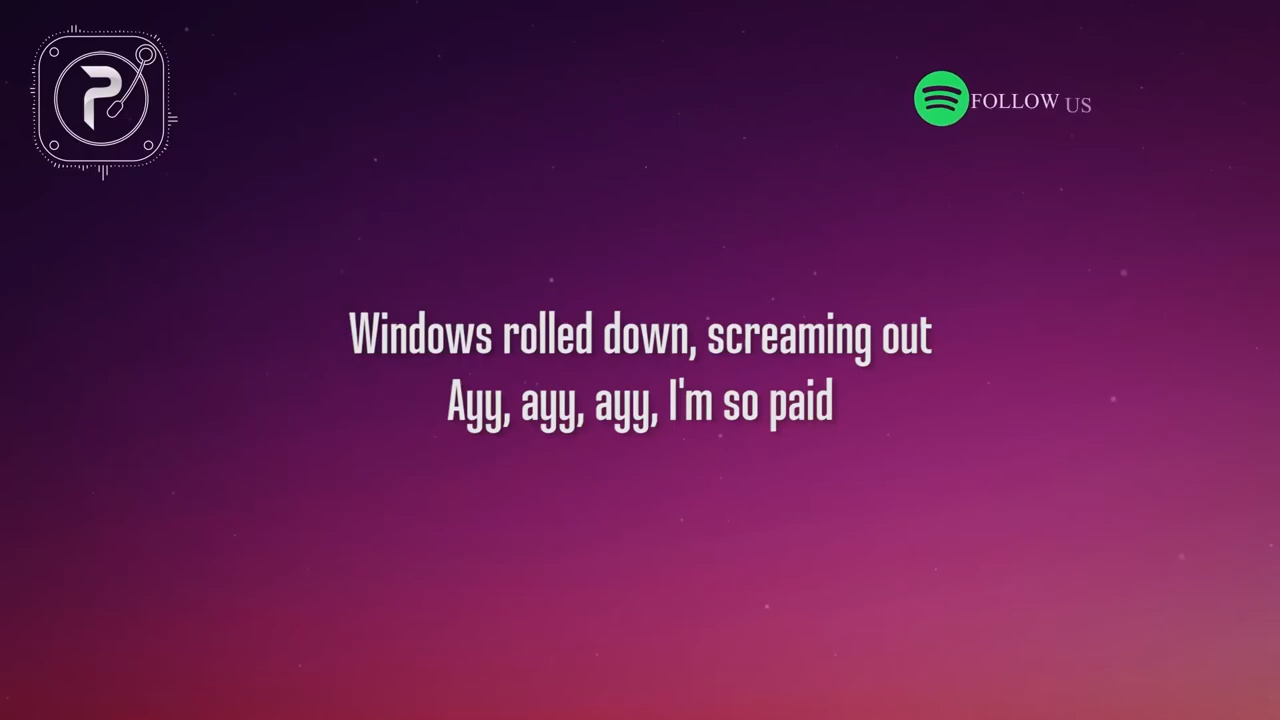 FOLLOW US
Windows rolled down, screaming out
Ayy, ayy, ayy, I'm so paid